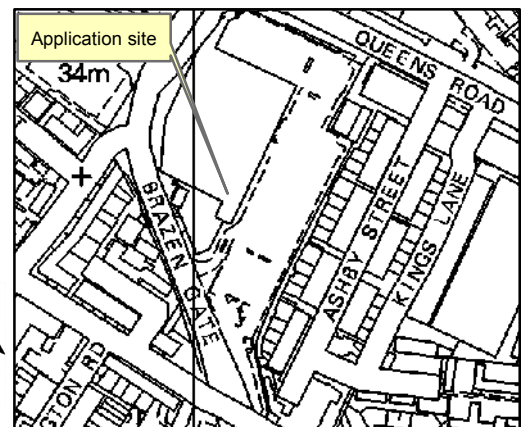 Application site
34m
QUEENS ROAD
BRAZEN GATE
ASHBY STREET
KINGS LANE
GTON RD